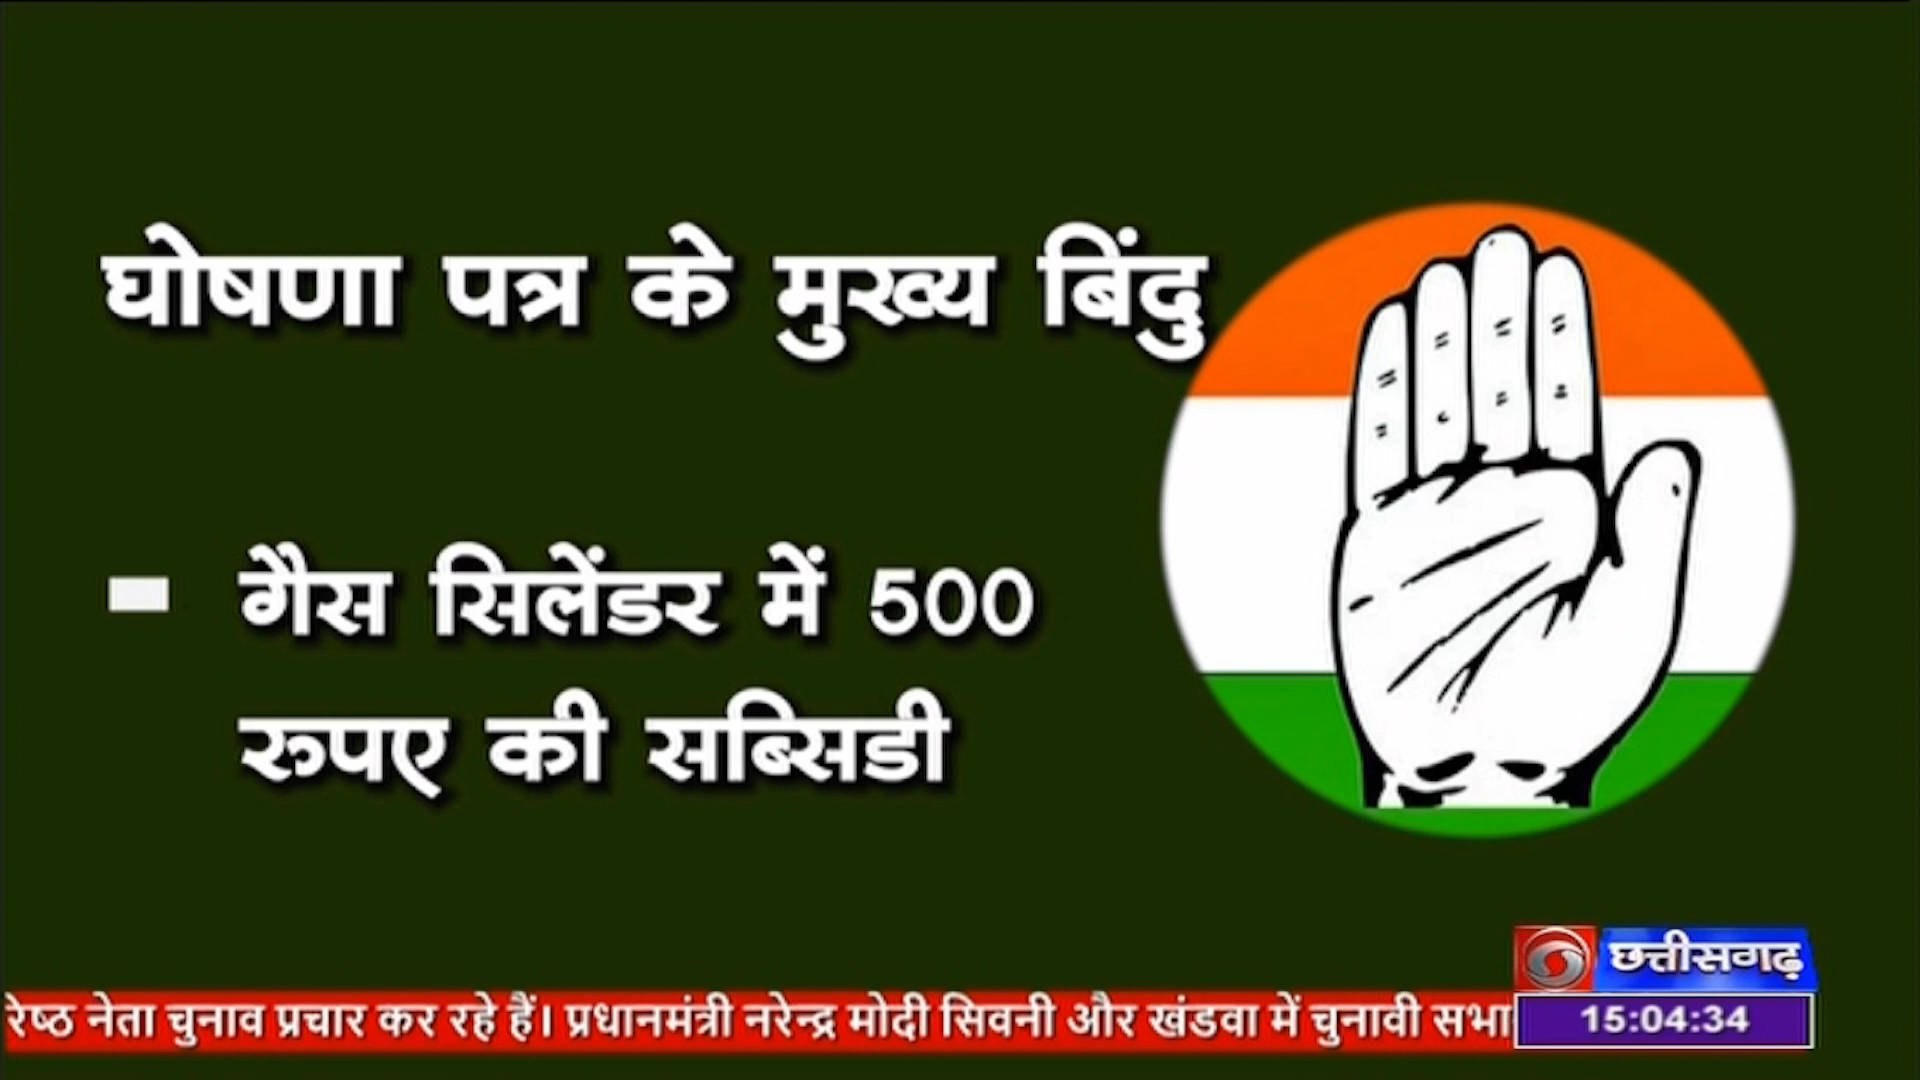 घोषणा पत्र के मुख्य बिंदु
- गैस सिलेंडर में 500
रुपए की सब्सिडी
छत्तीसगढ़
रेष्ठ नेता चुनाव प्रचार कर रहे हैं। प्रधानमंत्री नरेन्द्र मोदी सिवनी और खंडवा में चुनावी सभा
15:04:34